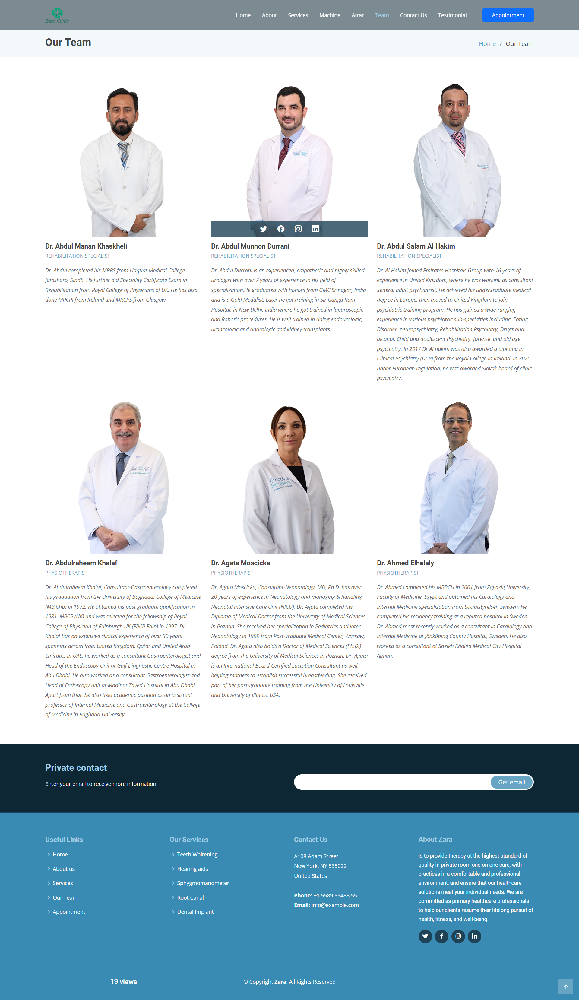 Zara Clinic
Home
About
Services
Machine
Attar
Team
Contact Us
Testimonial
Appointment
Our Team
Home / Our Team
Dr. Abdul Manan Khaskheli
REHABILITATION SPECIALIST
Dr. Abdul completed his MBBS from Liaquat Medical College
Jamshoro, Sindh. He further did Speciality Certificate Exam in
Rehabilitation from Royal College of Physicians of UK. He has also
done MRCPI from Ireland and MRCPS from Glasgow.
Dr. Abdul Munnon Durrani
REHABILITATION SPECIALIST
Dr. Abdul Durrani is an experienced, empathetic and highly skilled
urologist with over 7 years of experience in his field of
specialization.He graduated with honors from GMC Srinagar, India
and is a Gold Medalist. Later he got training in Sir Ganga Ram
Hospital, in New Delhi, India where he got trained in laparoscopic
and Robotic procedures. He is well trained in doing endourologic,
uroncologic and andrologic and kidney transplants.
Dr. Abdul Salam Al Hakim
REHABILITATION SPECIALIST
Dr. Al Hakim joined Emirates Hospitals Group with 16 years of
experience in United Kingdom, where he was working as consultant
general adult psychiatrist. He achieved his undergraduate medical
degree in Europe, then moved to United Kingdom to join
psychiatric training program. He has gained a wide-ranging
experience in various psychiatric sub-specialties including, Eating
Disorder, neuropsychiatry, Rehabilitation Psychiatry, Drugs and
alcohol, Child and adolescent Psychiatry, forensic and old age
psychiatry. In 2017 Dr Al hakim was also awarded a diploma in
Clinical Psychiatry (DCP) from the Royal College in Ireland. In 2020
under European regulation, he was awarded Slovak board of clinic
psychiatry.
Emirates
Hospital
Dr. Abdulraheem Khalaf
PHYSIOTHERAPIST
Dr. Abdulraheem Khalaf, Consultant-Gastroenterology completed
his graduation from the University of Baghdad, College of Medicine
(MB.ChB) in 1972. He obtained his post graduate qualification in
1981, MRCP (UK) and was selected for the fellowship of Royal
College of Physician of Edinburgh UK (FRCP Edin) in 1997. Dr.
Khalaf has an extensive clinical experience of over 30 years
spanning across Iraq, United Kingdom, Qatar and United Arab
Emirates.In UAE, he worked as a consultant Gastroenterologist and
Head of the Endoscopy Unit at Gulf Diagnostic Centre Hospital in
Abu Dhabi. He also worked as a consultant Gastroenterologist and
Head of Endoscopy unit at Madinat Zayed Hospital in Abu Dhabi.
Apart from that, he also held academic position as an assistant
professor of Internal Medicine and Gastroenterology at the College
of Medicine in Baghdad University.
Dr. Agata Moscicka
PHYSIOTHERAPIST
Dr. Agata Moscicka, Consultant-Neonatology, MD, Ph.D. has over
20 years of experience in Neonatology and managing & handling
Neonatal Intensive Care Unit (NICU). Dr. Agata completed her
Diploma of Medical Doctor from the University of Medical Sciences
in Poznan. She received her specialization in Pediatrics and later
Neonatology in 1999 from Post-graduate Medical Center, Warsaw,
Poland. Dr. Agata also holds a Doctor of Medical Sciences (Ph.D.)
degree from the University of Medical Sciences in Poznan. Dr. Agata
is an International Board-Certified Lactation Consultant as well,
helping mothers to establish successful breastfeeding. She received
part of her post-graduate training from the University of Louisville
and University of Illinois, USA.
Dr. Ahmed Elhelaly
PHYSIOTHERAPIST
Dr. Ahmed completed his MBBCH in 2001 from Zagazig University,
Faculty of Medicine, Egypt and obtained his Cardiology and
Internal Medicine specialization from Socialstyrelsen Sweden. He
completed his residency training at a reputed hospital in Sweden.
Dr. Ahmed most recently worked as a consultant in Cardiology and
Internal Medicine at Jönköping County Hospital, Sweden. He also
worked as a consultant at Sheikh Khalifa Medical City Hospital
Ajman.
Private contact
Enter your email to receive more information
Get email
Useful Links
Home
About us
Services
Our Team
Appointment
Our Services
Teeth Whitening
Hearing aids
Sphygmomanometer
Root Canal
Dental Implant
Contact Us
A108 Adam Street
New York, NY 535022
United States
Phone: +1 5589 55488 55
Email: info@example.com
About Zara
Is to provide therapy at the highest standard of
quality in private room one-on-one care, with
practices in a comfortable and professional
environment, and ensure that our healthcare
solutions meet your individual needs. We are
committed as primary healthcare professionals
to help our clients resume their lifelong pursuit of
health, fitness, and well-being.
19 views
© Copyright Zara. All Rights Reserved